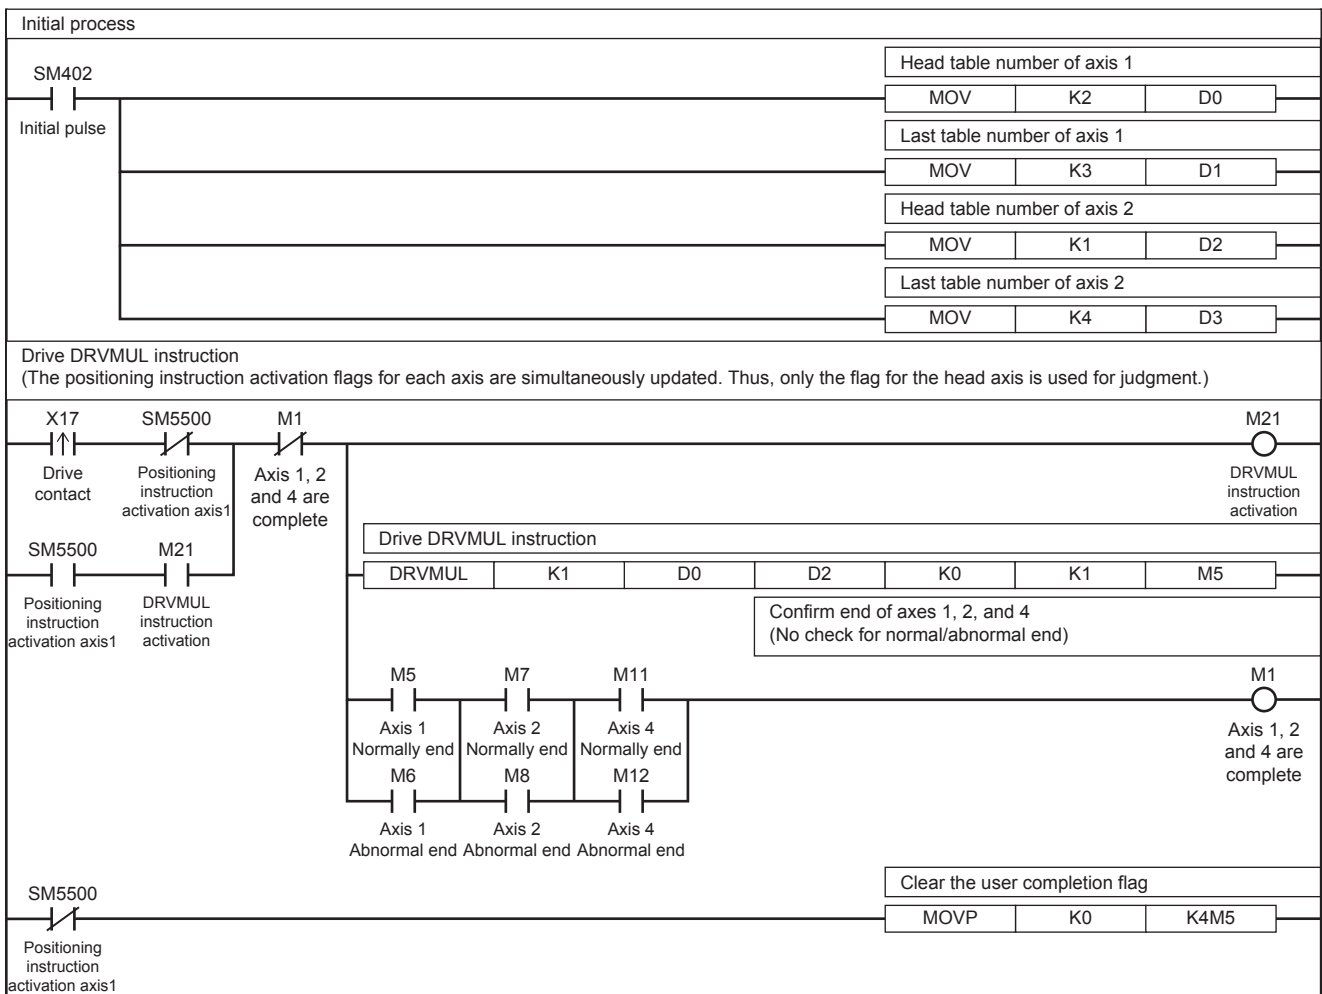 Initial process
Head table number of axis 1
SM402
MOV K2 D0
Initial pulse
Last table number of axis 1
MOV K3 D1
Head table number of axis 2
MOV K1 D2
Last table number of axis 2
MOV K4 D3
Drive DRVMUL instruction
(The positioning instruction activation flags for each axis are simultaneously updated. Thus, only the flag for the head axis is used for judgment.)
X17 SM5500 M1 M21
Drive
contact
Positioning
instruction
activation axis1
Axis 1, 2
and 4 are
complete
DRVMUL
instruction
activation
Drive DRVMUL instruction
SM5500 M21
DRVMUL K1 D0 D2 K0 K1 M5
Positioning
instruction
activation axis1
DRVMUL
instruction
activation
Confirm end of axes 1, 2, and 4
(No check for normal/abnormal end)
M5 M7 M11 M1
Axis 1
Normally end
Axis 2
Normally end
Axis 4
Normally end
Axis 1, 2
and 4 are
complete
M6 M8 M12
Axis 1
Abnormal end
Axis 2
Abnormal end
Axis 4
Abnormal end
Clear the user completion flag
SM5500
MOVP K0 K4M5
Positioning
instruction
activation axis1